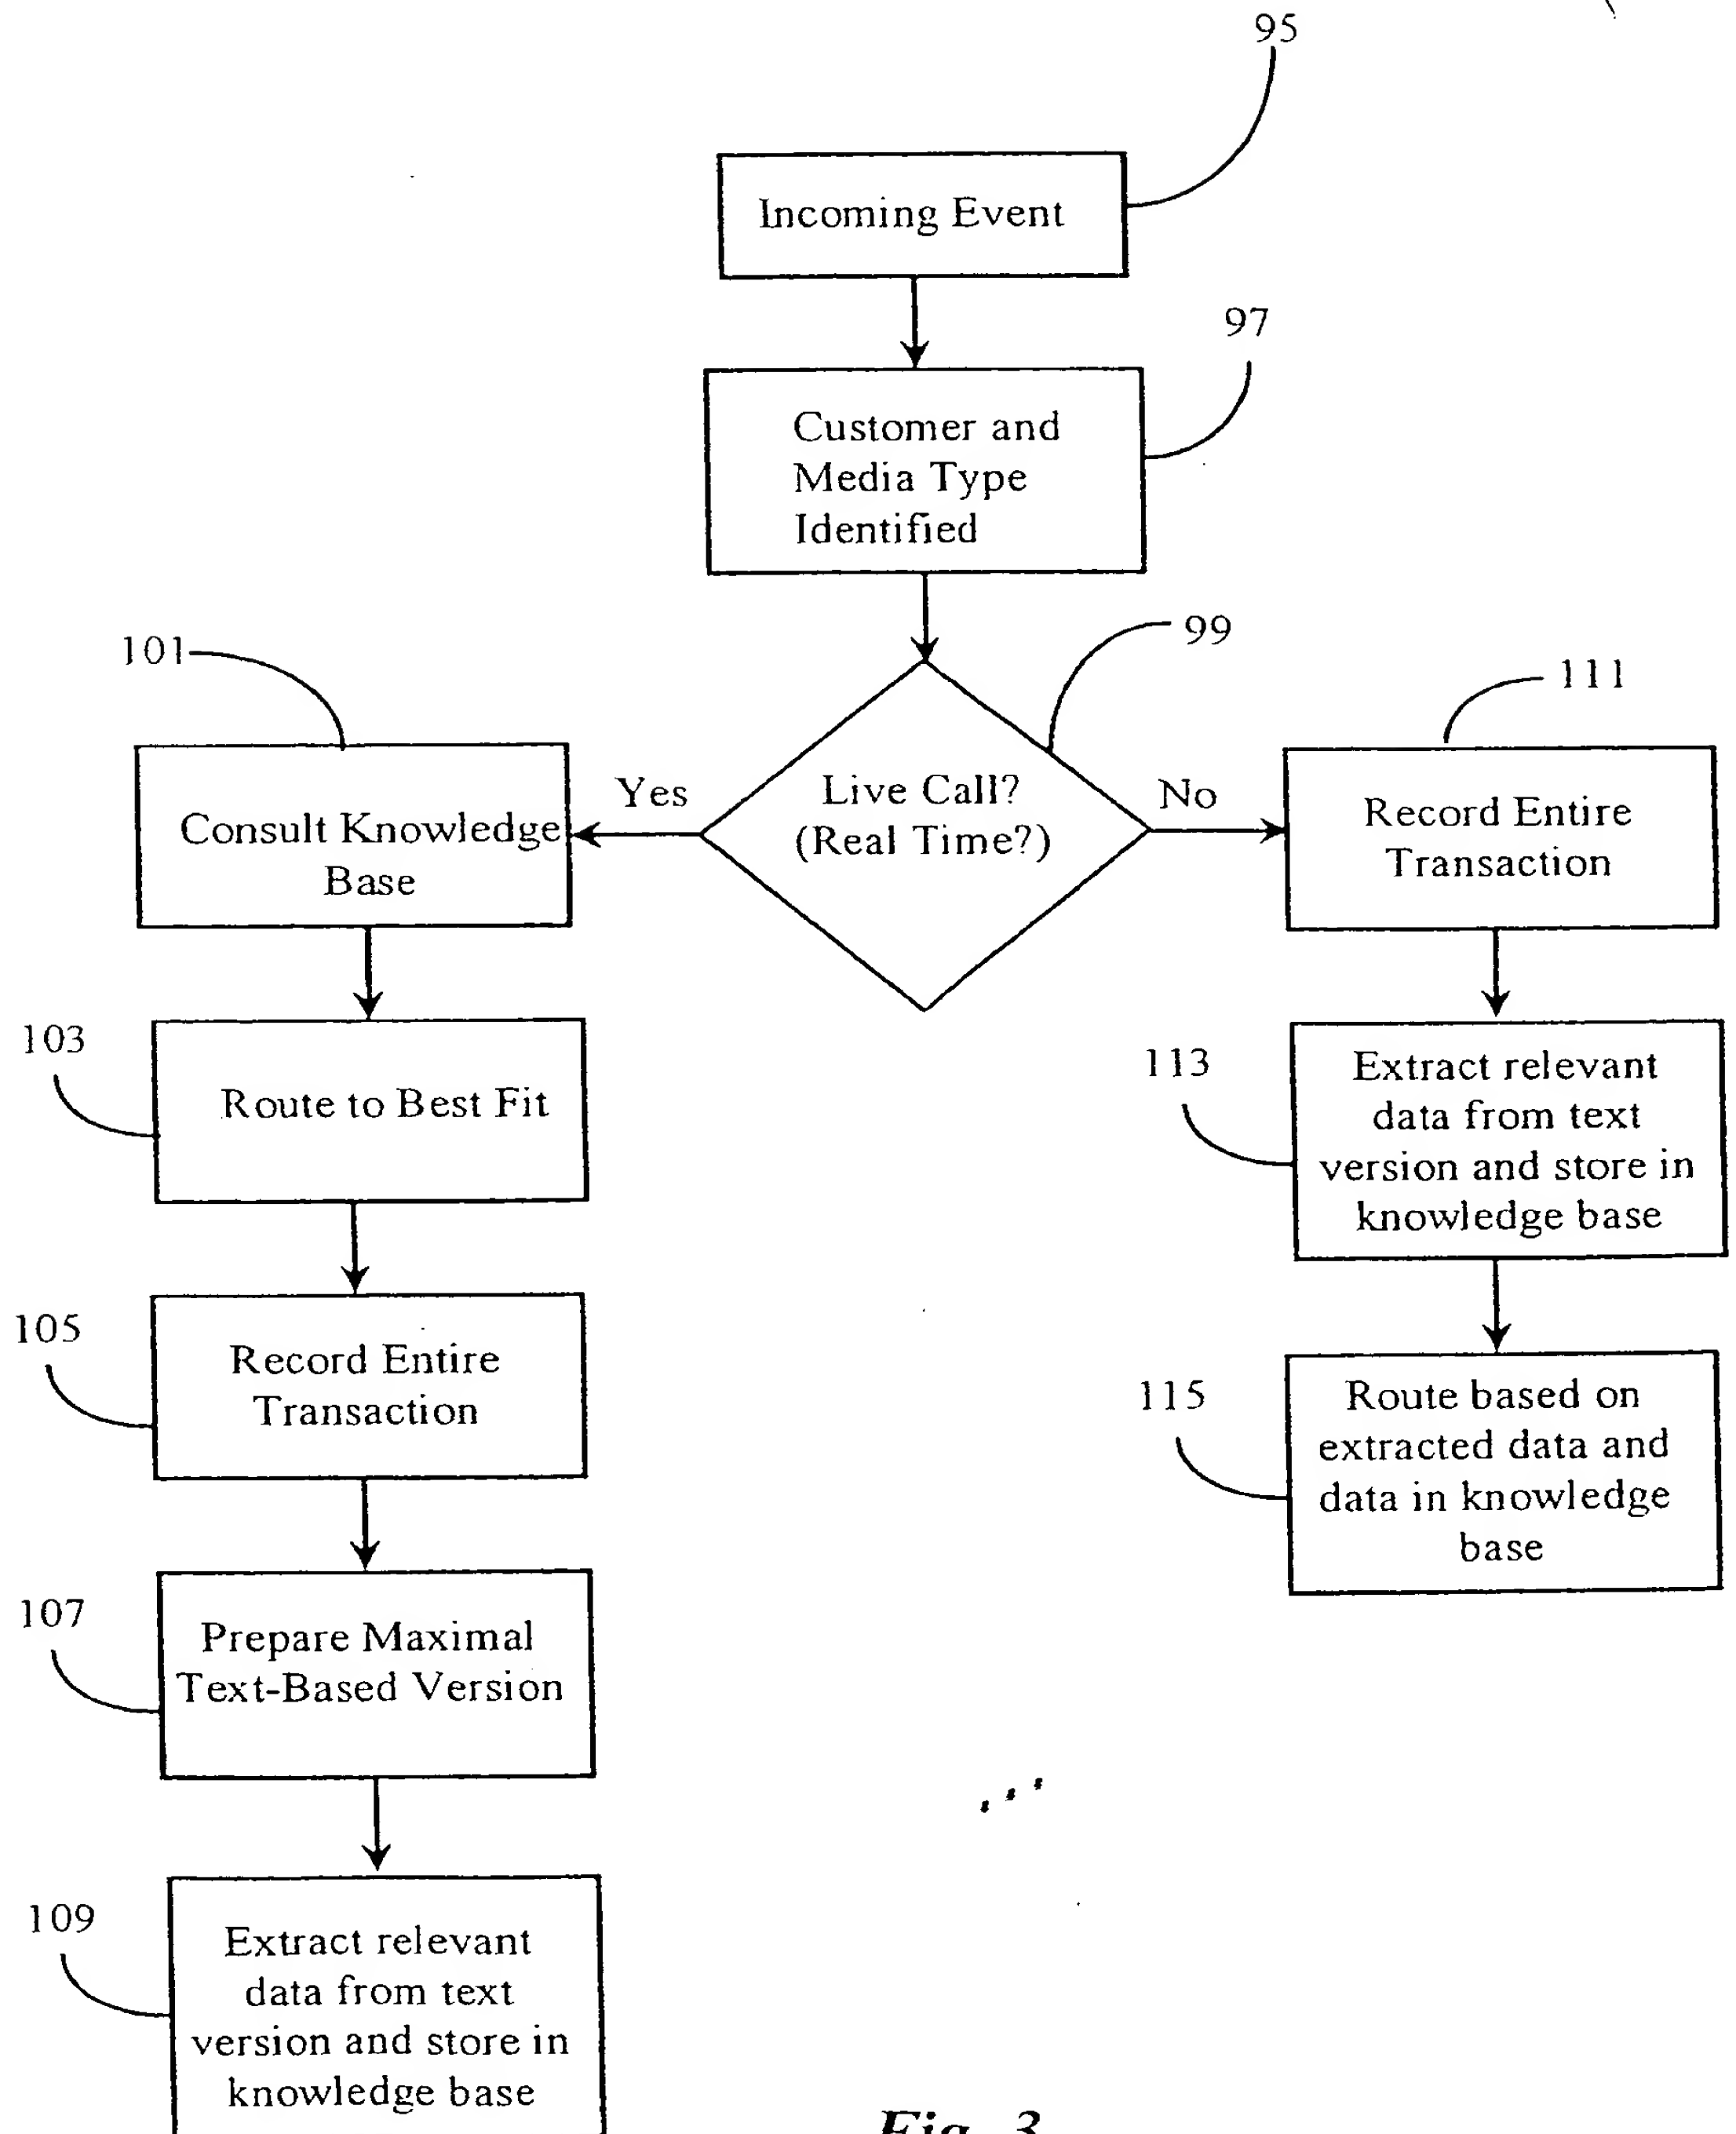 95
Incoming Event
97
Customer and
Media Type
Identified
99
101
111
Yes
Live Call?
(Real Time?)
No
Consult Knowledge
Base
Record Entire
Transaction
103
Route to Best Fit
113
Extract relevant
data from text
version and store in
knowledge base
105
Record Entire
Transaction
115
Route based on
extracted data and
data in knowledge
base
107
Prepare Maximal
Text-Based Version
109
Extract relevant
data from text
version and store in
knowledge base
Fig. 3